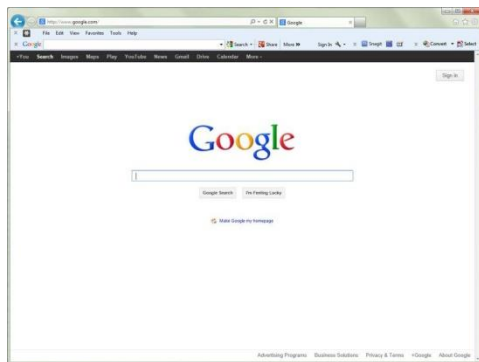 http://www.google.com/
Google
File Edit View Favorites Tools Help
Google Search Share More >> Sign In Convert Select
+You Search Images Maps Play YouTube News Gmail Drive Calendar More
Sign in
Google
Google Search I'm Feeling Lucky
Make Google my homepage
Advertising Programs Business Solutions Privacy & Terms +Google About Google